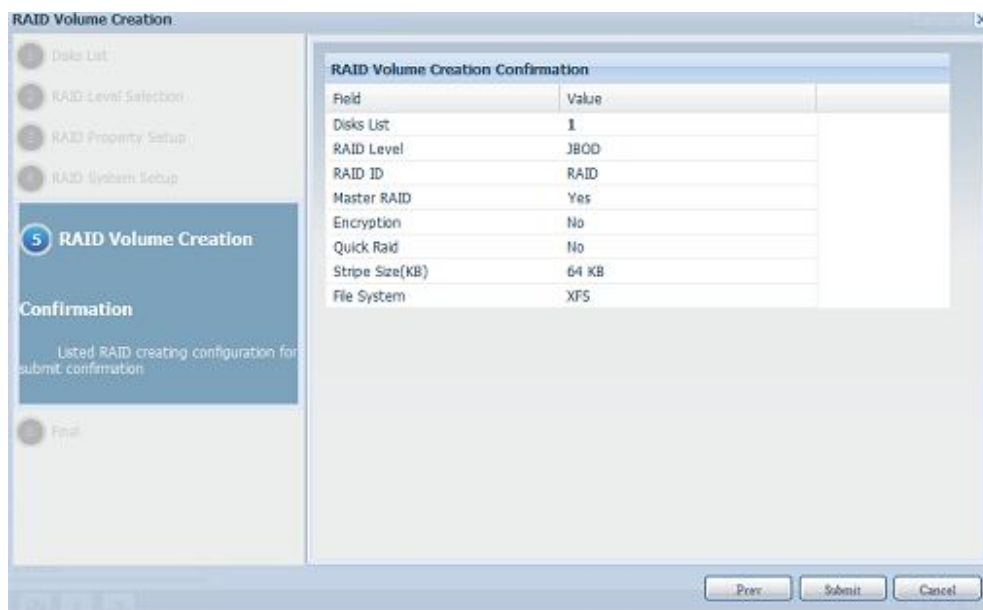 RAID Volume Creation
Disks List
2 RAID Level Selection
3 RAID Property Setup
4 RAID System Setup
5 RAID Volume Creation
Confirmation
Listed RAID creating configuration for
submit confirmation
Final
RAID Volume Creation Confirmation
Field Value
Disks List 1
RAID Level JBOD
RAID ID RAID
Master RAID Yes
Encryption No
Quick Raid No
Stripe Size(KB) 64 KB
File System XFS
Prev Submit Cancel